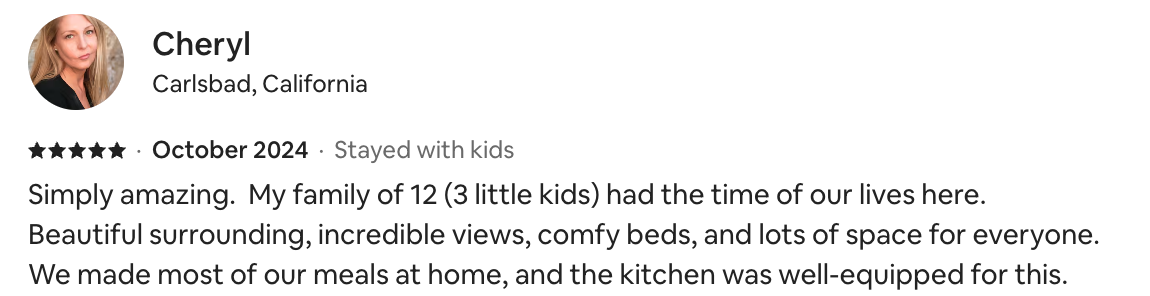 Cheryl
Carlsbad, California
★★★★★ · October 2024 · Stayed with kids
Simply amazing.  My family of 12 (3 little kids) had the time of our lives here.
Beautiful surrounding, incredible views, comfy beds, and lots of space for everyone.
We made most of our meals at home, and the kitchen was well-equipped for this.